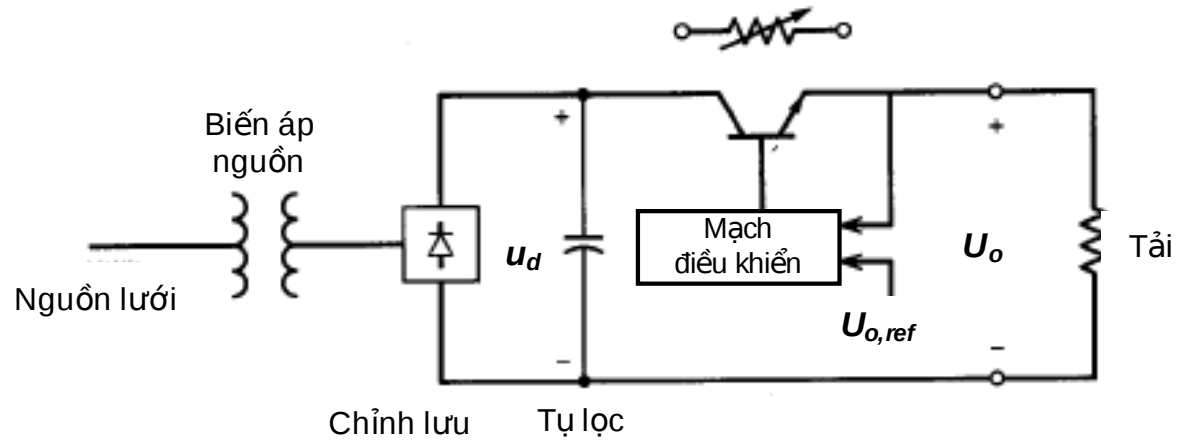 Biến áp
nguồn
Nguồn lưới
Chỉnh lưu
u_d
+
−
Tụ lọc
Mạch
điều khiển
U_o,ref
+
U_o
−
Tải